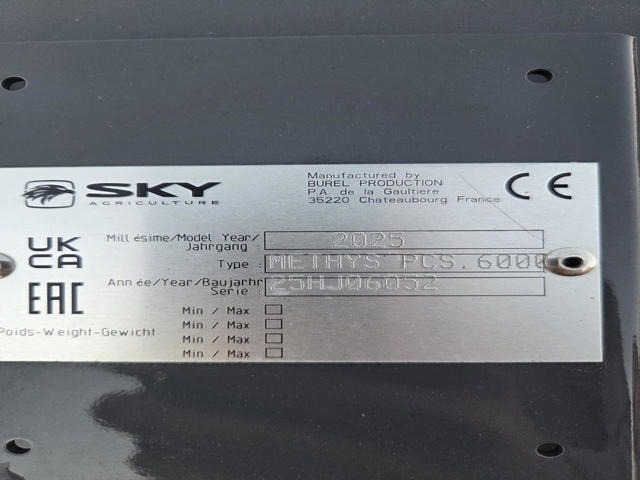 SKY
AGRICULTURE
Manufactured by
BUREL PRODUCTION
P.A. de la Gaultiere
35220 Chateaubourg France
CE
UK
CA
EAC
Millésime/Model Year/
Jahrgang : 2025
Type : METHYS PCS. 6000
Année/Year/Baujarhr
Serie : 25HJ06052
Poids-Weight-Gewicht
Min / Max
Min / Max
Min / Max
Min / Max